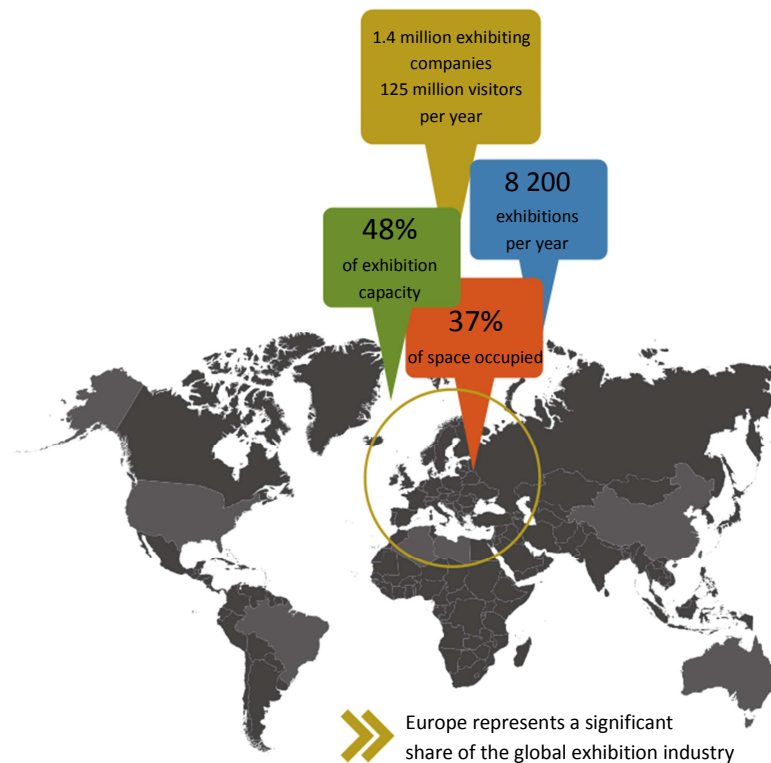 1.4 million exhibiting
companies
125 million visitors
per year
8 200
exhibitions
per year
48%
of exhibition
capacity
37%
of space occupied
Europe represents a significant
share of the global exhibition industry